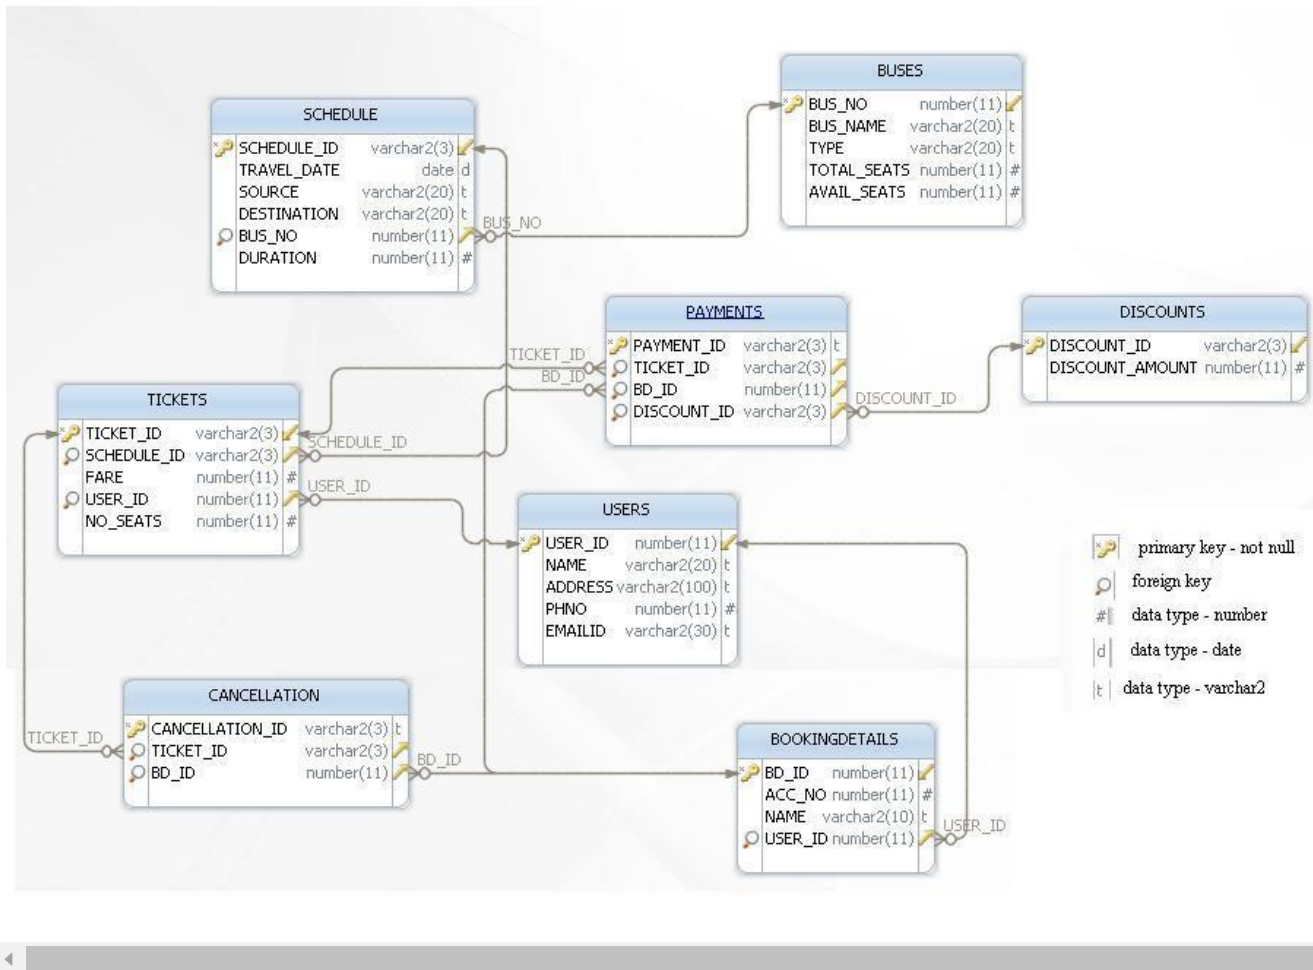 BUSES
BUS_NO number(11)
BUS_NAME varchar2(20) t
TYPE varchar2(20) t
TOTAL_SEATS number(11) #
AVAIL_SEATS number(11) #
SCHEDULE
SCHEDULE_ID varchar2(3)
TRAVEL_DATE date d
SOURCE varchar2(20) t
DESTINATION varchar2(20) t
BUS_NO number(11)
DURATION number(11) #
BUS_NO
PAYMENTS
PAYMENT_ID varchar2(3) t
TICKET_ID varchar2(3)
BD_ID number(11)
DISCOUNT_ID varchar2(3)
TICKET_ID
BD_ID
DISCOUNT_ID
DISCOUNTS
DISCOUNT_ID varchar2(3)
DISCOUNT_AMOUNT number(11) #
TICKETS
TICKET_ID varchar2(3)
SCHEDULE_ID varchar2(3)
FARE number(11) #
USER_ID number(11)
NO_SEATS number(11) #
SCHEDULE_ID
USER_ID
USERS
USER_ID number(11)
NAME varchar2(20) t
ADDRESS varchar2(100) t
PHNO number(11) #
EMAILID varchar2(30) t
primary key - not null
foreign key
# data type - number
d data type - date
t data type - varchar2
CANCELLATION
CANCELLATION_ID varchar2(3) t
TICKET_ID varchar2(3)
BD_ID number(11)
TICKET_ID
BD_ID
BOOKINGDETAILS
BD_ID number(11)
ACC_NO number(11) #
NAME varchar2(10) t
USER_ID number(11)
USER_ID